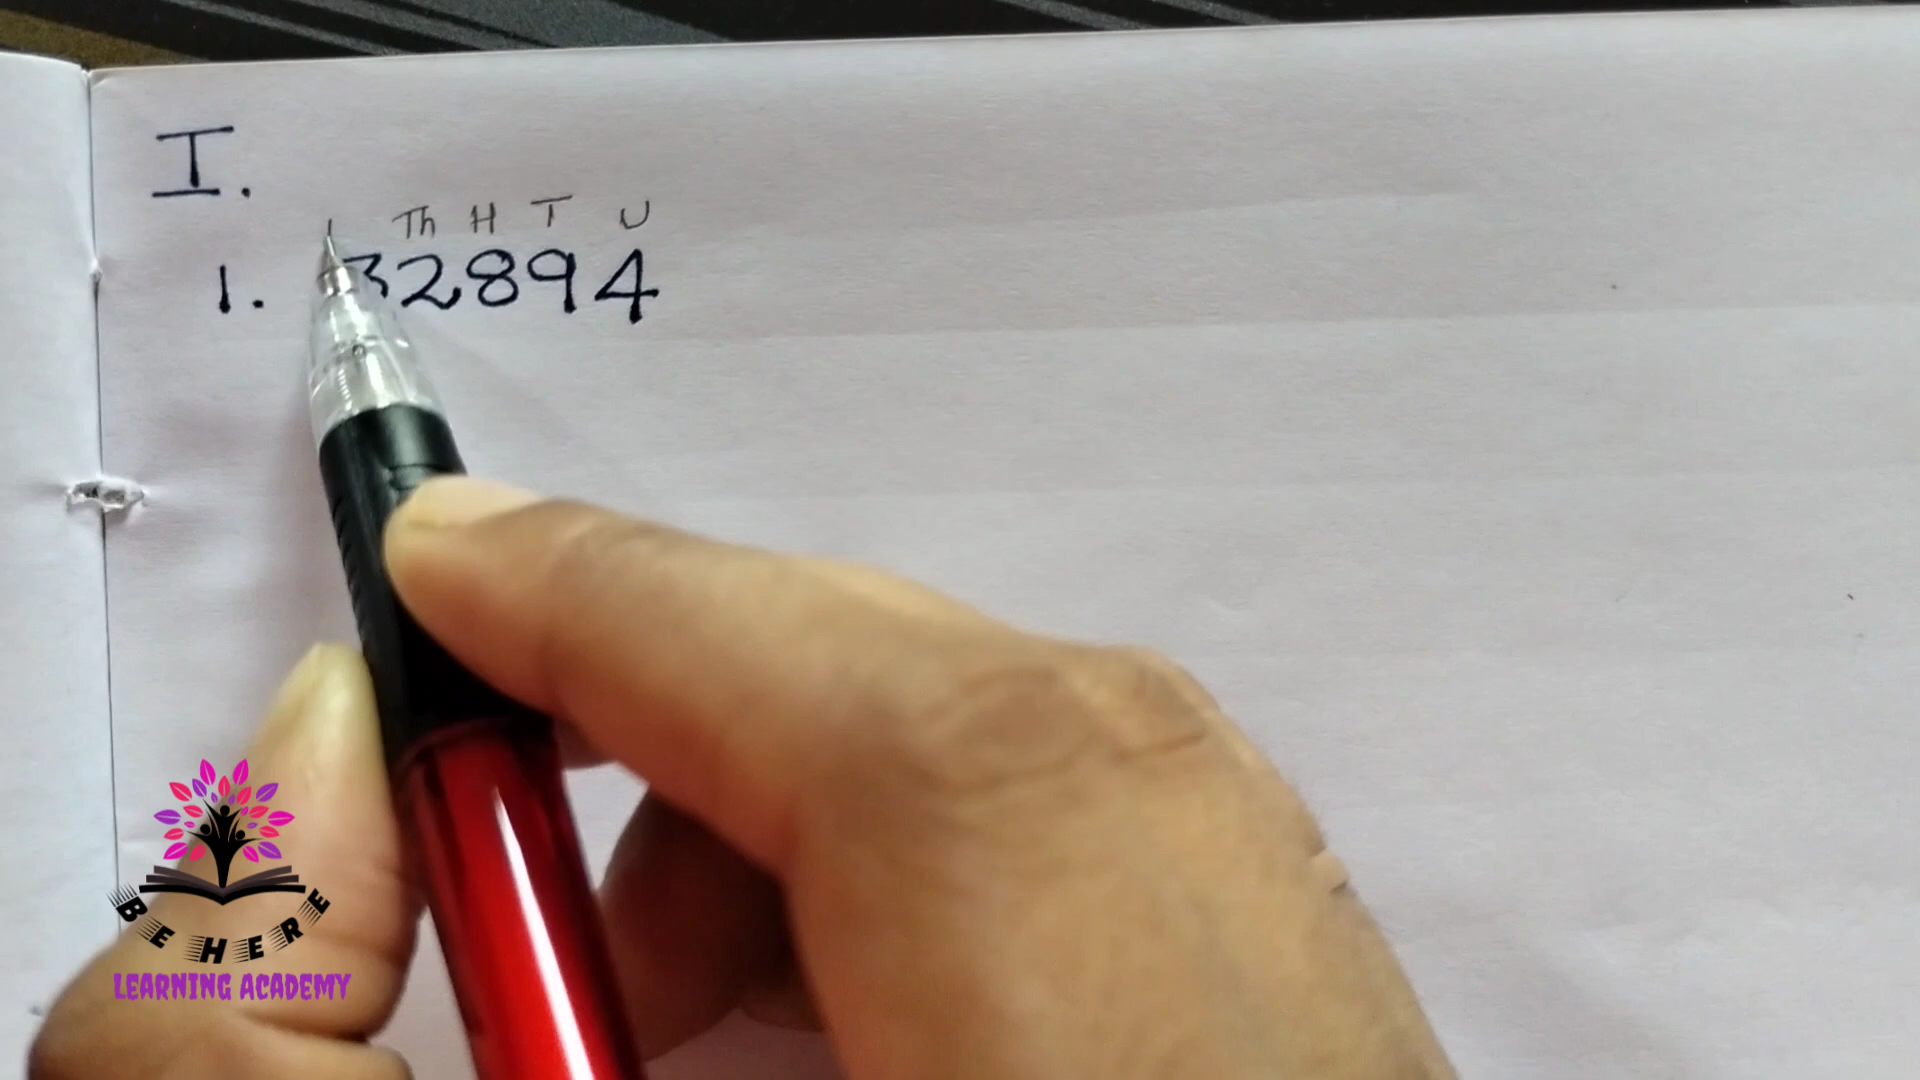 I.
Th H T U
1. 32894
BE HERE
LEARNING ACADEMY